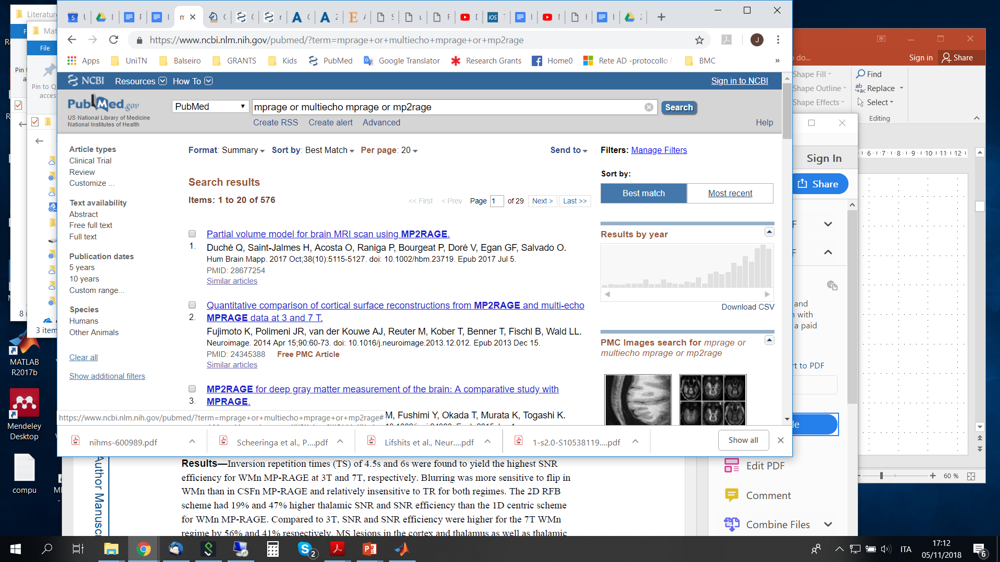 Literature
Mat
File
Pin to Q
acces
8 i
3 item
MATLAB
R2017b
Mendeley
Desktop
compu
https://www.ncbi.nlm.nih.gov/pubmed/?term=mprage+or+multiecho+mprage+or+mp2rage
J
Apps UniTN Balseiro GRANTS Kids PubMed Google Translator Research Grants Home0 Rete AD -protocollo BMC »
NCBI Resources How To Sign in to NCBI
PubMed.gov
US National Library of Medicine
National Institutes of Health
PubMed mprage or multiecho mprage or mp2rage Search
Create RSS Create alert Advanced Help
Article types
Clinical Trial
Review
Customize ...
Text availability
Abstract
Free full text
Full text
Publication dates
5 years
10 years
Custom range...
Species
Humans
Other Animals
Clear all
Show additional filters
Format: Summary Sort by: Best Match Per page: 20 Send to
Search results
Items: 1 to 20 of 576
<< First < Prev Page 1 of 29 Next > Last >>
Partial volume model for brain MRI scan using MP2RAGE.
1. Duché Q, Saint-Jalmes H, Acosta O, Raniga P, Bourgeat P, Doré V, Egan GF, Salvado O.
Hum Brain Mapp. 2017 Oct;38(10):5115-5127. doi: 10.1002/hbm.23719. Epub 2017 Jul 5.
PMID: 28677254
Similar articles
Quantitative comparison of cortical surface reconstructions from MP2RAGE and multi-echo
2. MPRAGE data at 3 and 7 T.
Fujimoto K, Polimeni JR, van der Kouwe AJ, Reuter M, Kober T, Benner T, Fischl B, Wald LL.
Neuroimage. 2014 Apr 15;90:60-73. doi: 10.1016/j.neuroimage.2013.12.012. Epub 2013 Dec 15.
PMID: 24345388 Free PMC Article
Similar articles
MP2RAGE for deep gray matter measurement of the brain: A comparative study with
3. MPRAGE.
M, Fushimi Y, Okada T, Murata K, Togashi K.
https://www.ncbi.nlm.nih.gov/pubmed/?term=mprage+or+multiecho+mprage+or+mp2rage#
Filters: Manage Filters
Sort by:
Best match Most recent
Results by year
Download CSV
PMC Images search for mprage or
multiecho mprage or mp2rage
nihms-600989.pdf Scheeringa et al., P....pdf Lifshits et al., Neur....pdf 1-s2.0-S10538119....pdf Show all
Author Manusc
Results—Inversion repetition times (TS) of 4.5s and 6s were found to yield the highest SNR
efficiency for WMn MP-RAGE at 3T and 7T, respectively. Blurring was more sensitive to flip in
WMn than in CSFn MP-RAGE and relatively insensitive to TR for both regimes. The 2D RFB
scheme had 19% and 47% higher thalamic SNR and SNR efficiency than the 1D centric scheme
for WMn MP-RAGE. Compared to 3T, SNR and SNR efficiency were higher for the 7T WMn
regime by 56% and 41% respectively. MS lesions in the cortex and thalamus as well as thalamic
do... Sign in Share
Shape Fill Find
Shape Outline Replace
Shape Effects Select
Editing
6 7 8 9 10 11 12
Sign In
Share
and
with
a paid
rt to PDF
Edit PDF
Comment
Combine Files
60 %
2
ITA
17:12
05/11/2018
6